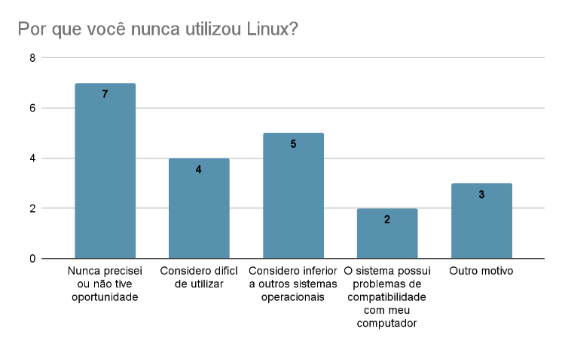 Por que você nunca utilizou Linux?
8
6
4
2
0
7
4
5
2
3
Nunca precisei
ou não tive
oportunidade
Considero difícl
de utilizar
Considero inferior
a outros sistemas
operacionais
O sistema possui
problemas de
compatibilidade
com meu
computador
Outro motivo